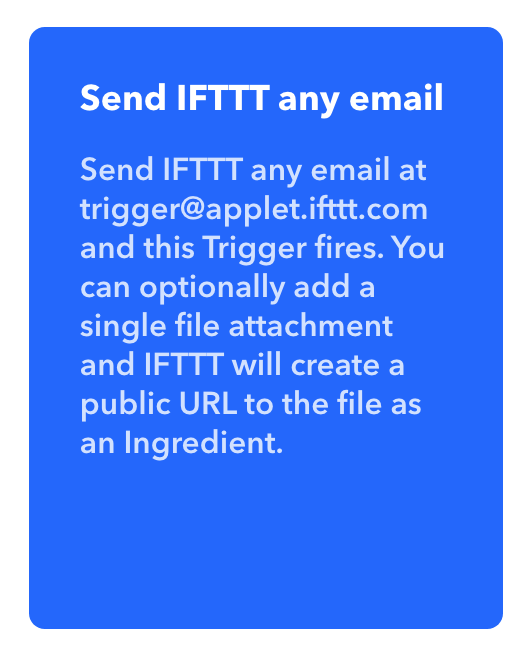 Send IFTTT any email
Send IFTTT any email at
trigger@applet.ifttt.com
and this Trigger fires. You
can optionally add a
single file attachment
and IFTTT will create a
public URL to the file as
an Ingredient.